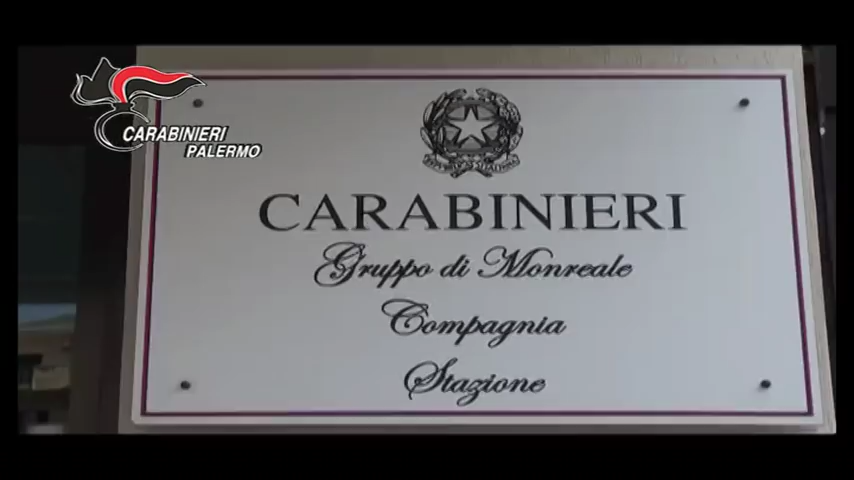 CARABINIERI
PALERMO
CARABINIERI
Gruppo di Monreale
Compagnia
Stazione